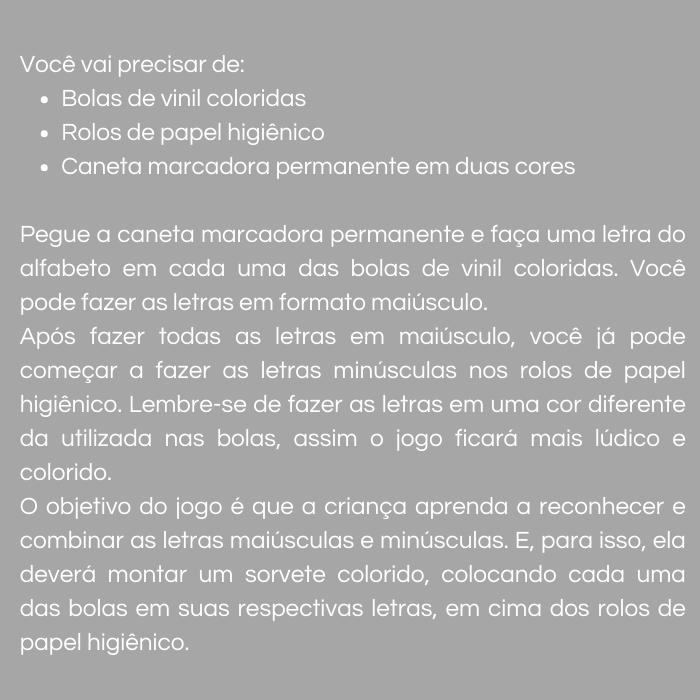 Você vai precisar de:
• Bolas de vinil coloridas
• Rolos de papel higiênico
• Caneta marcadora permanente em duas cores
Pegue a caneta marcadora permanente e faça uma letra do
alfabeto em cada uma das bolas de vinil coloridas. Você
pode fazer as letras em formato maiúsculo.
Após fazer todas as letras em maiúsculo, você já pode
começar a fazer as letras minúsculas nos rolos de papel
higiênico. Lembre-se de fazer as letras em uma cor diferente
da utilizada nas bolas, assim o jogo ficará mais lúdico e
colorido.
O objetivo do jogo é que a criança aprenda a reconhecer e
combinar as letras maiúsculas e minúsculas. E, para isso, ela
deverá montar um sorvete colorido, colocando cada uma
das bolas em suas respectivas letras, em cima dos rolos de
papel higiênico.